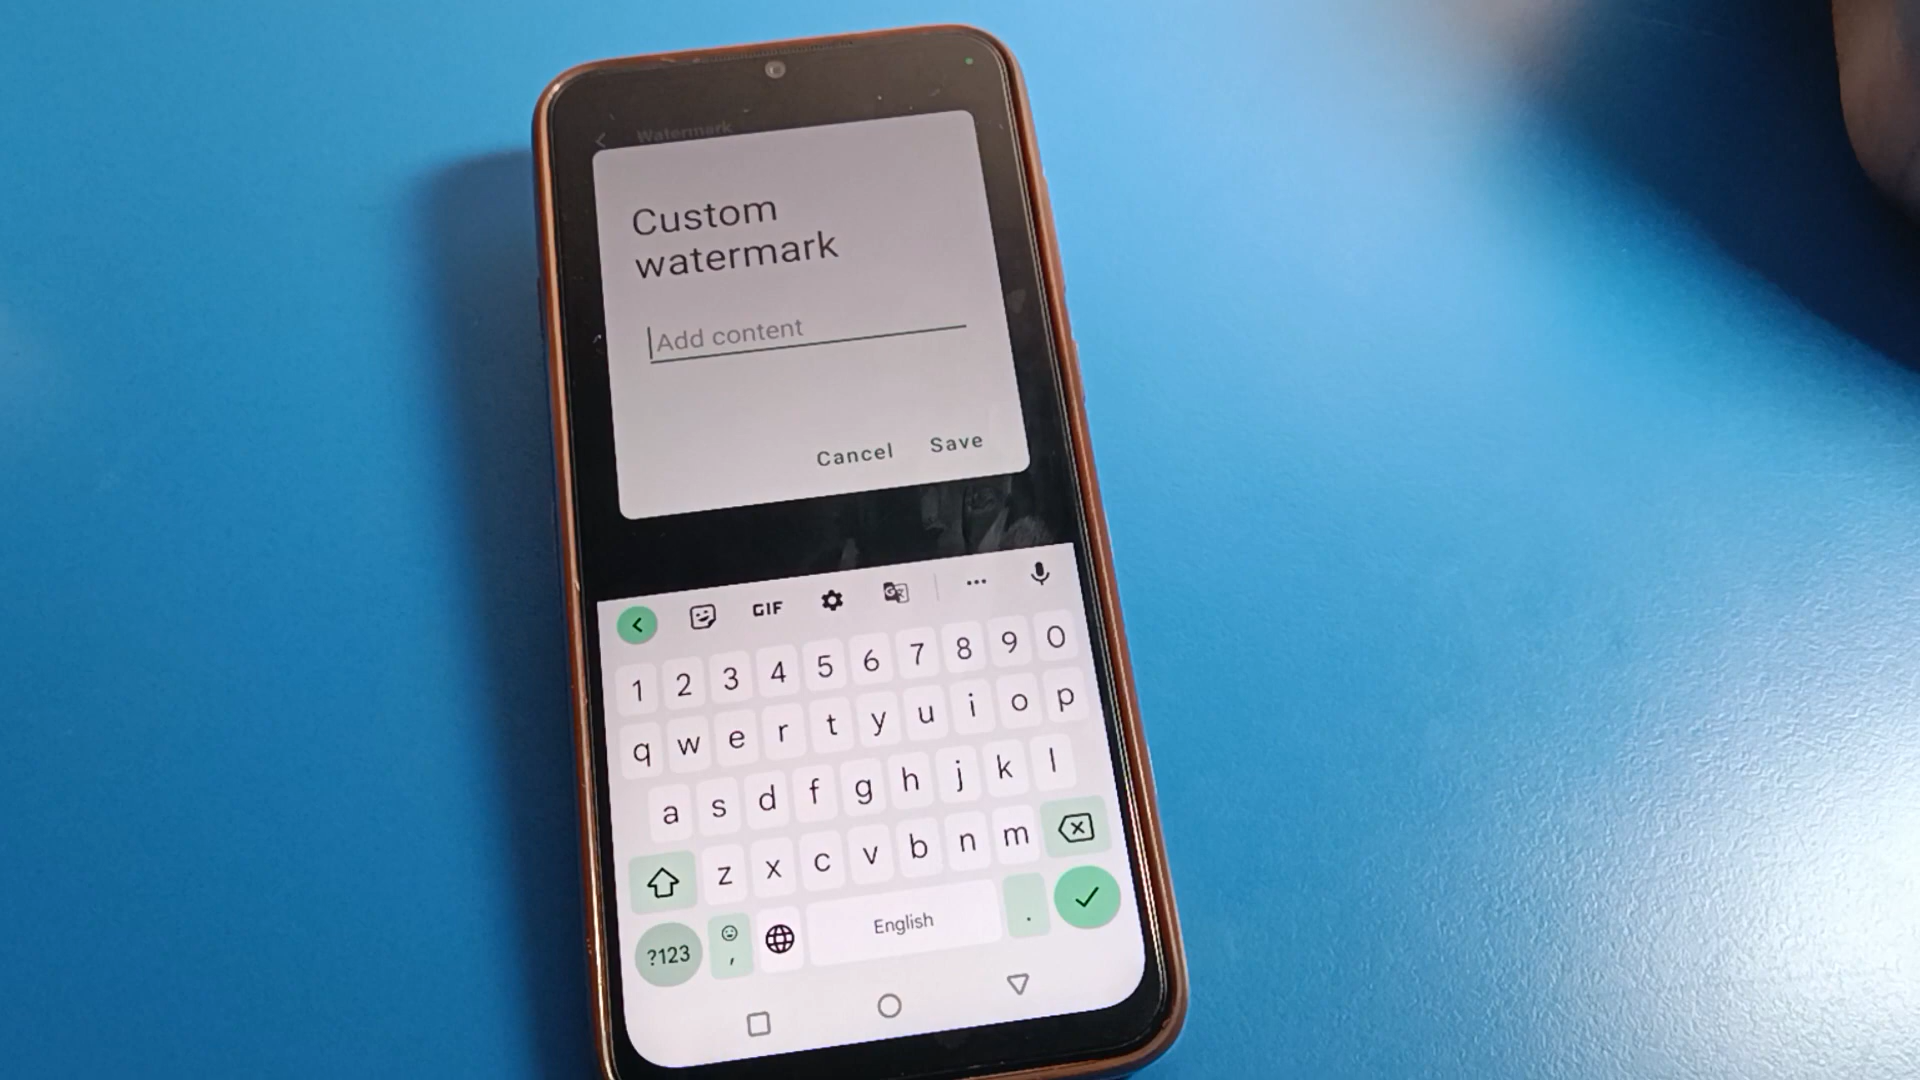 Watermark
Custom
watermark
Add content
Cancel Save
GIF
1 2 3 4 5 6 7 8 9 0
q w e r t y u i o p
a s d f g h j k l
z x c v b n m
?123 , English .